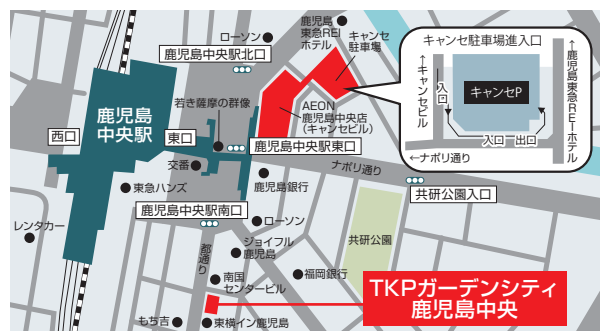 ローソン
鹿児島
東急REI
ホテル
キャンセ
駐車場
鹿児島中央駅北口
キャンセ駐車場進入口
↑キャンセビル
入口
キャンセP
入口
出口
↑鹿児島東急REIホテル
←ナポリ通り
若き薩摩の群像
AEON
鹿児島中央店
(キャンセビル)
鹿児島
中央駅
西口
東口
鹿児島中央駅東口
ナポリ通り
交番
東急ハンズ
鹿児島銀行
共研公園入口
鹿児島中央駅南口
ローソン
レンタカー
都通り
ジョイフル
鹿児島
共研公園
南国
センタービル
福岡銀行
TKPガーデンシティ
鹿児島中央
もち吉
東横イン鹿児島